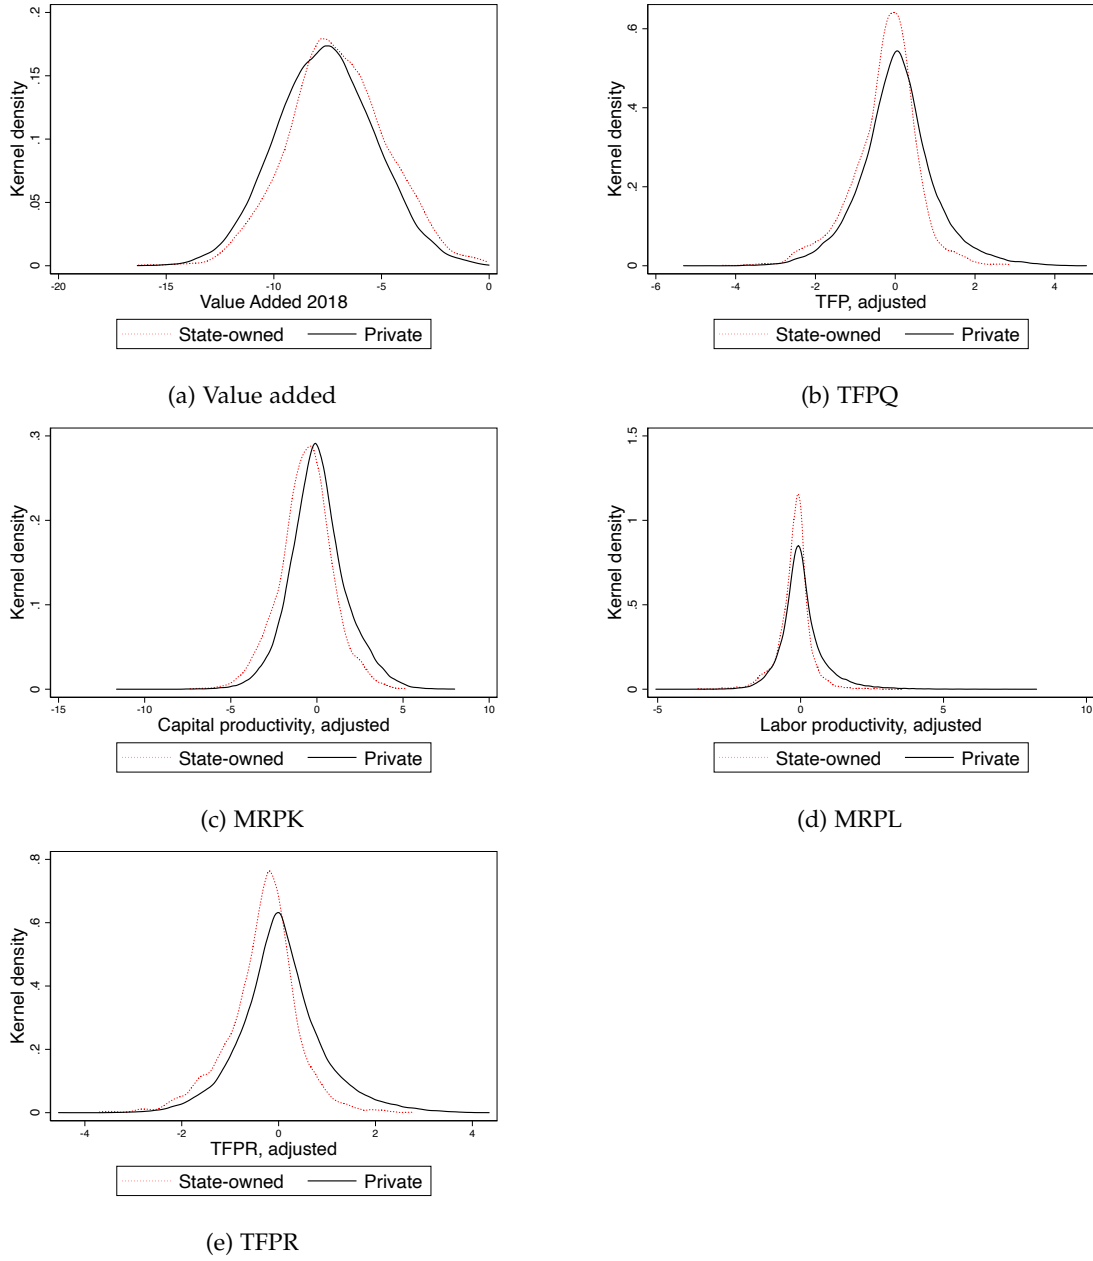 .2
.15
.1
.05
0
Kernel density
-20 -15 -10 -5 0
Value Added 2018
State-owned Private
(a) Value added
.6
.4
.2
0
Kernel density
-6 -4 -2 0 2 4
TFP, adjusted
State-owned Private
(b) TFPQ
.3
.2
.1
0
Kernel density
-15 -10 -5 0 5 10
Capital productivity, adjusted
State-owned Private
(c) MRPK
1.5
1
.5
0
Kernel density
-5 0 5 10
Labor productivity, adjusted
State-owned Private
(d) MRPL
.8
.6
.4
.2
0
Kernel density
-4 -2 0 2 4
TFPR, adjusted
State-owned Private
(e) TFPR